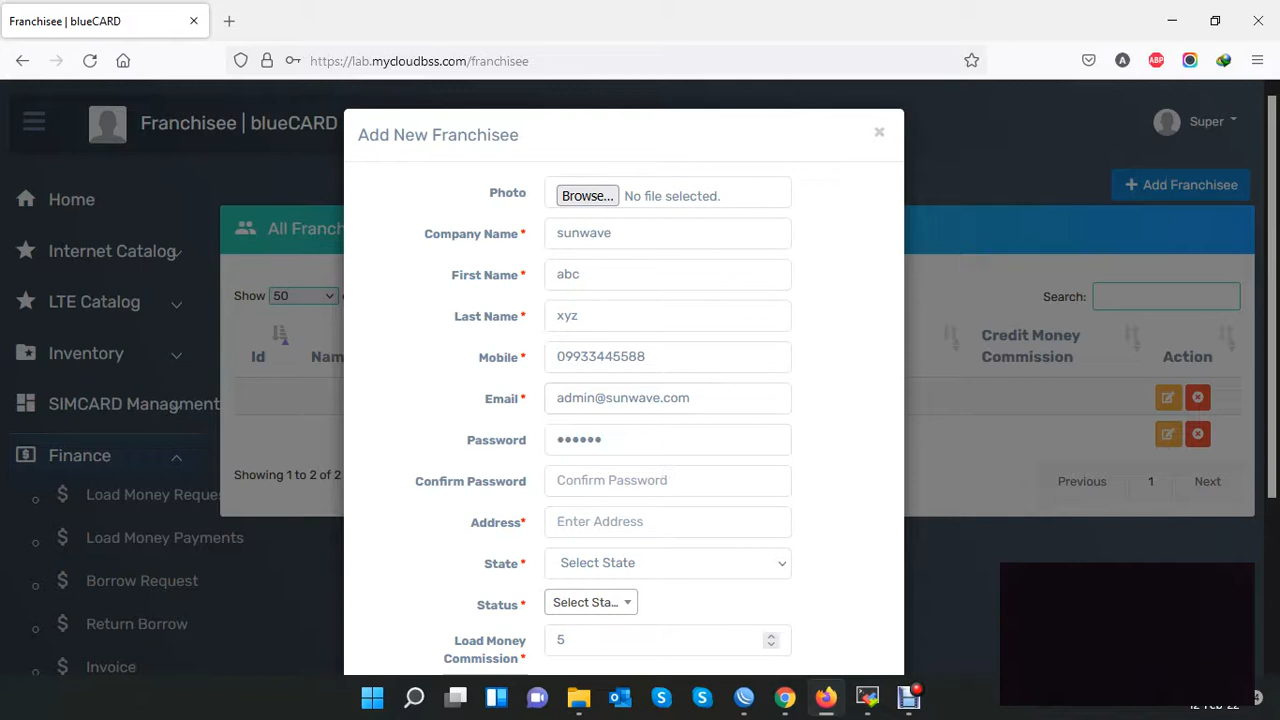 Franchisee | blueCARD
https://lab.mycloudbss.com/franchisee
A
ABP
Franchisee | blueCARD
Super
Add Franchisee
Home
Internet Catalog
LTE Catalog
Inventory
SIMCARD Managment
Finance
Load Money Reques
Load Money Payments
Borrow Request
Return Borrow
Invoice
All Franch
Show 50
Search:
Id
Nam
Credit Money
Commission
Action
Showing 1 to 2 of 2
Previous 1 Next
Add New Franchisee
Photo Browse... No file selected.
Company Name * sunwave
First Name * abc
Last Name * xyz
Mobile * 09933445588
Email * admin@sunwave.com
Password ••••••
Confirm Password Confirm Password
Address* Enter Address
State * Select State
Status * Select Sta...
Load Money
Commission * 5